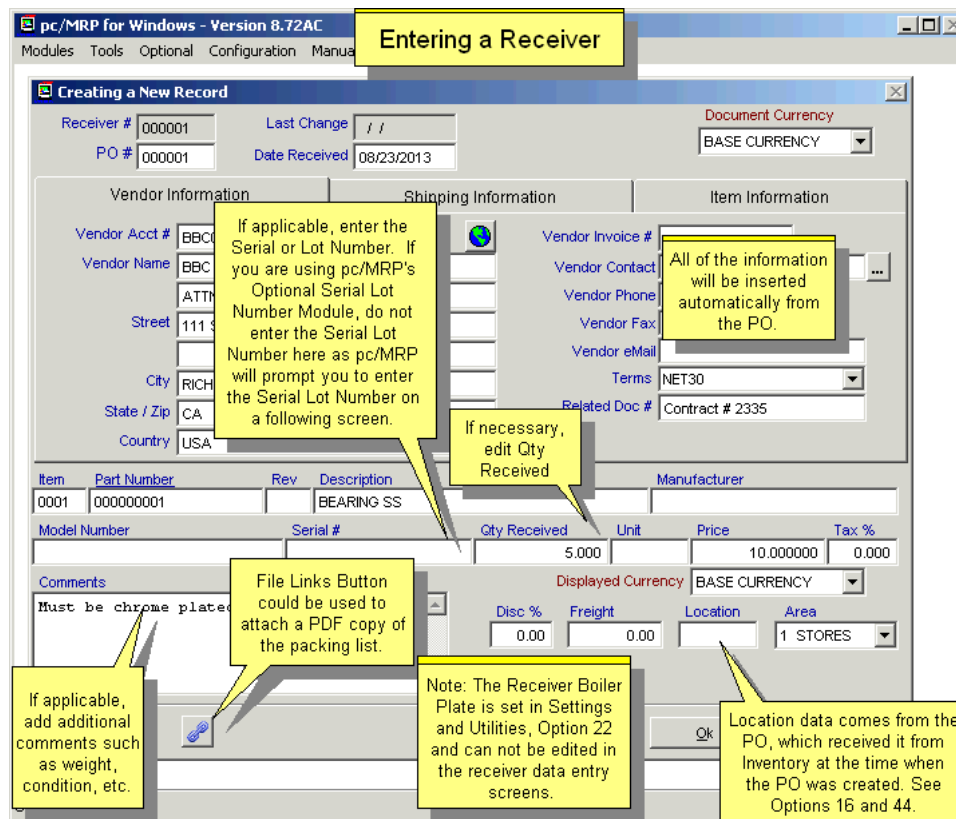 pc/MRP for Windows - Version 8.72AC
Entering a Receiver
Modules Tools Optional Configuration
Creating a New Record
Receiver # 000001
Last Change / /
Document Currency
PO # 000001
Date Received 08/23/2013
BASE CURRENCY
Vendor Information
Shipping Information
Item Information
Vendor Acct #
Vendor Name BBC
Street 111
City
State / Zip CA
Country USA
If applicable, enter the
Serial or Lot Number. If
you are using pc/MRP's
Optional Serial Lot
Number Module, do not
enter the Serial Lot
Number here as pc/MRP
will prompt you to enter
the Serial Lot Number on
a following screen.
Vendor Invoice #
Vendor Contact
...
Vendor Phone
Vendor Fax
Vendor eMail
Terms NET30
Related Doc # Contract # 2335
All of the information
will be inserted
automatically from
the PO.
If necessary,
edit Qty
Received
Item Part Number Rev Description Manufacturer
0001 000000001 BEARING SS
Model Number Serial # Qty Received Unit Price Tax %
5.000 10.000000 0.000
Comments
Displayed Currency BASE CURRENCY
Must be chrome plated
Disc % Freight Location Area
0.00 0.00 1 STORES
File Links Button
could be used to
attach a PDF copy of
the packing list.
If applicable,
add additional
comments such
as weight,
condition, etc.
Note: The Receiver Boiler
Plate is set in Settings
and Utilities, Option 22
and can not be edited in
the receiver data entry
screens.
Ok
Location data comes from the
PO, which received it from
Inventory at the time when
the PO was created. See
Options 16 and 44.